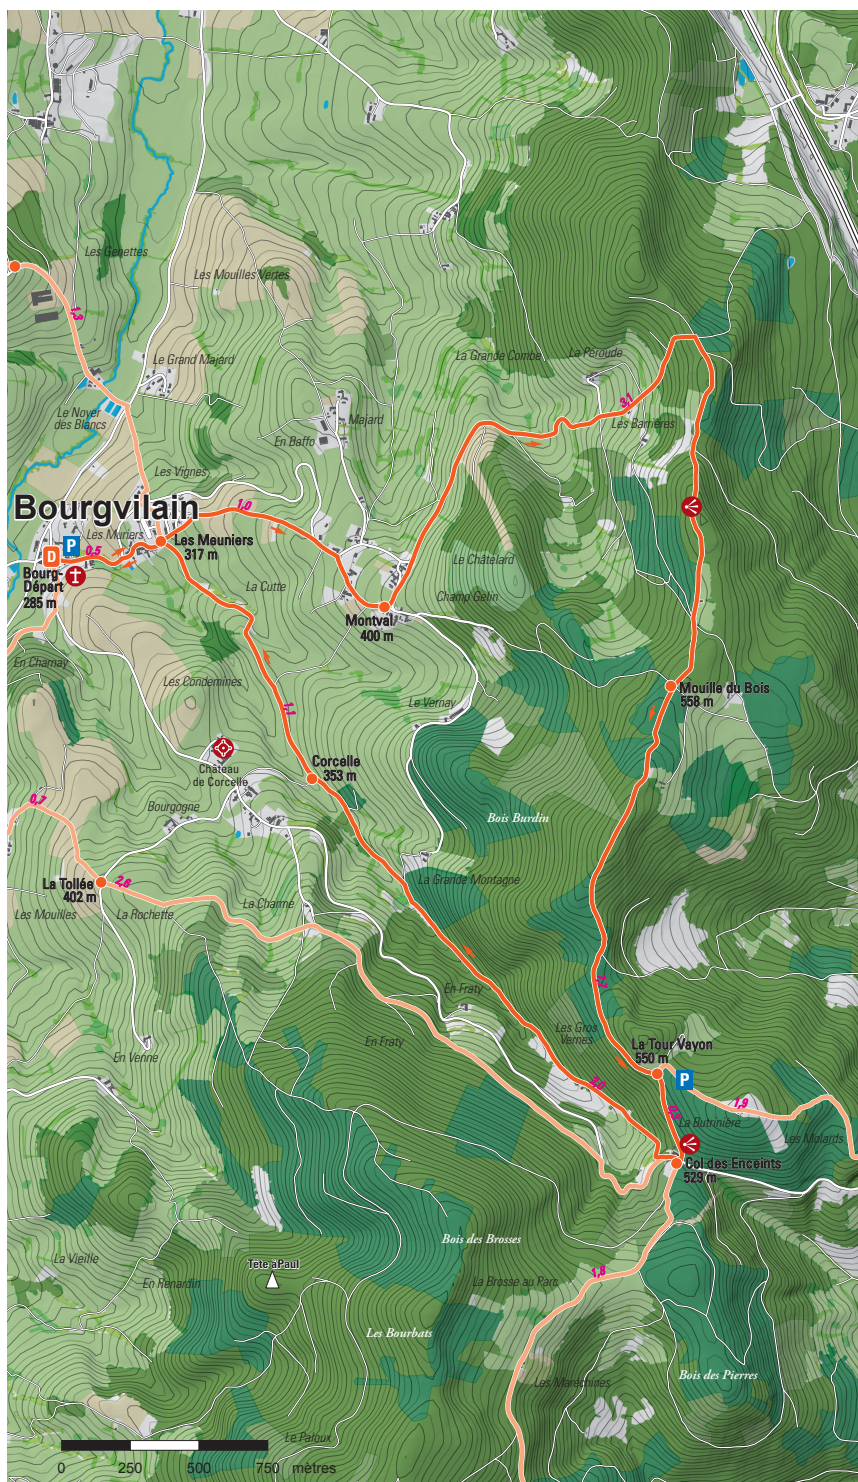 Les Genettes
Les Mouilles Vertes
1,3
Le Grand Majard
La Grande Combe
La Péroude
3,1
Le Noyer
des Blancs
Majard
Les Barrières
En Baffo
Les Vignes
Bourgvilain
1,0
Les Muriers
P
D
0,5
Les Meuniers
317 m
Bourg-
Départ
285 m
Le Châtelard
La Cutte
Champ Gelin
Montval
400 m
En Charnay
Les Condemines
Mouille du Bois
558 m
1,1
Le Vernay
Corcelle
353 m
Château
de Corcelle
0,7
Bourgogne
Bois Burdin
La Tollée
402 m
2,6
La Grande Montagne
Les Mouilles
La Rochette
La Charme
En Fraty
En Fraty
Les Gros
Vernes
La Tour Vayon
550 m
P
En Venne
2,0
1,9
La Butrinière
Les Molards
Col des Enceints
529 m
Bois des Brosses
La Vieille
Tête à Paul
En Renardin
1,8
La Brosse au Rarc
Les Bourbats
Bois des Pierres
Les Maréchines
Le Paloux
0 250 500 750 mètres